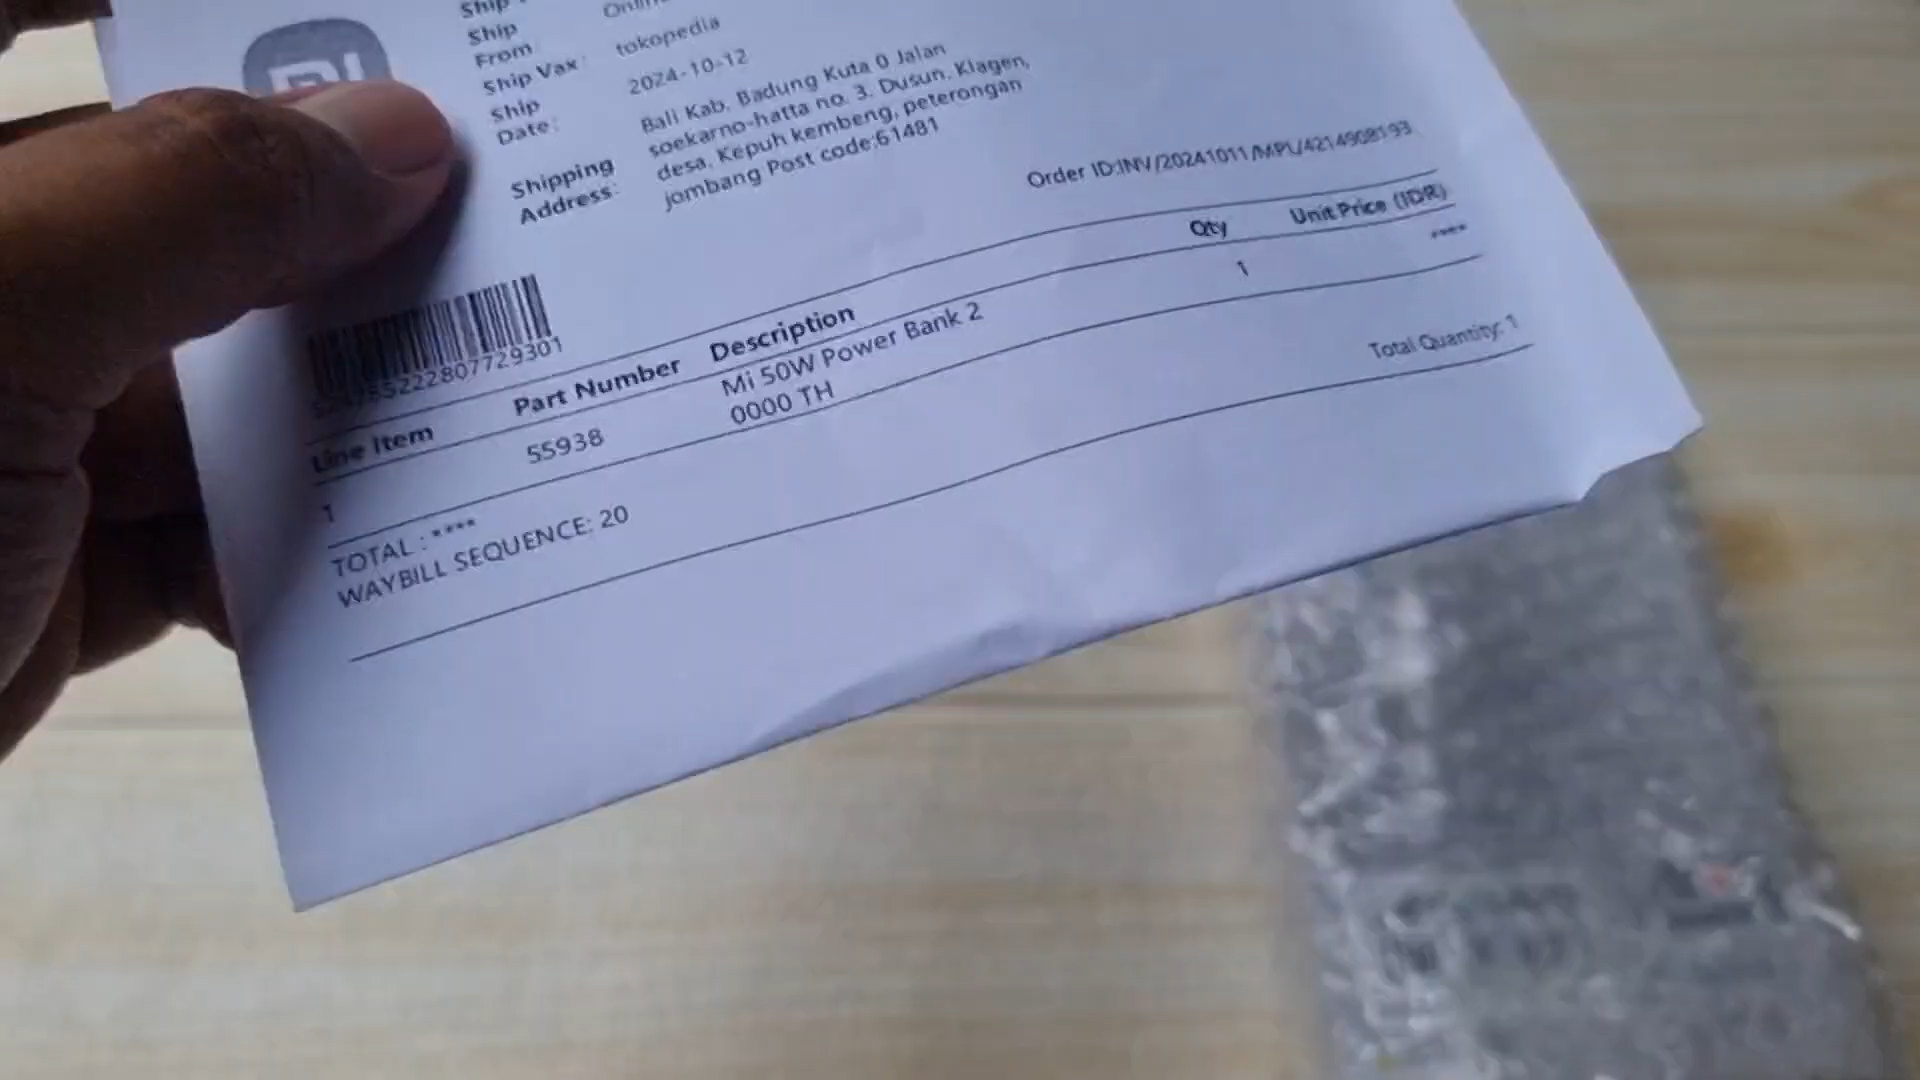 Ship
Ship
From
Ship Vax: tokopedia
Ship
Date: 2024-10-12
Shipping
Address:
Bali Kab. Badung Kuta 0 Jalan
soekarno-hatta no. 3. Dusun. Klagen,
desa. Kepuh kembeng, peterongan
jombang Post code:61481
Order ID:INV/20241011/MPL/4214908193
Line Item Part Number Description Qty Unit Price (IDR)
1 55938 Mi 50W Power Bank 2 1 ****
0000 TH
TOTAL : ****
Total Quantity: 1
WAYBILL SEQUENCE: 20